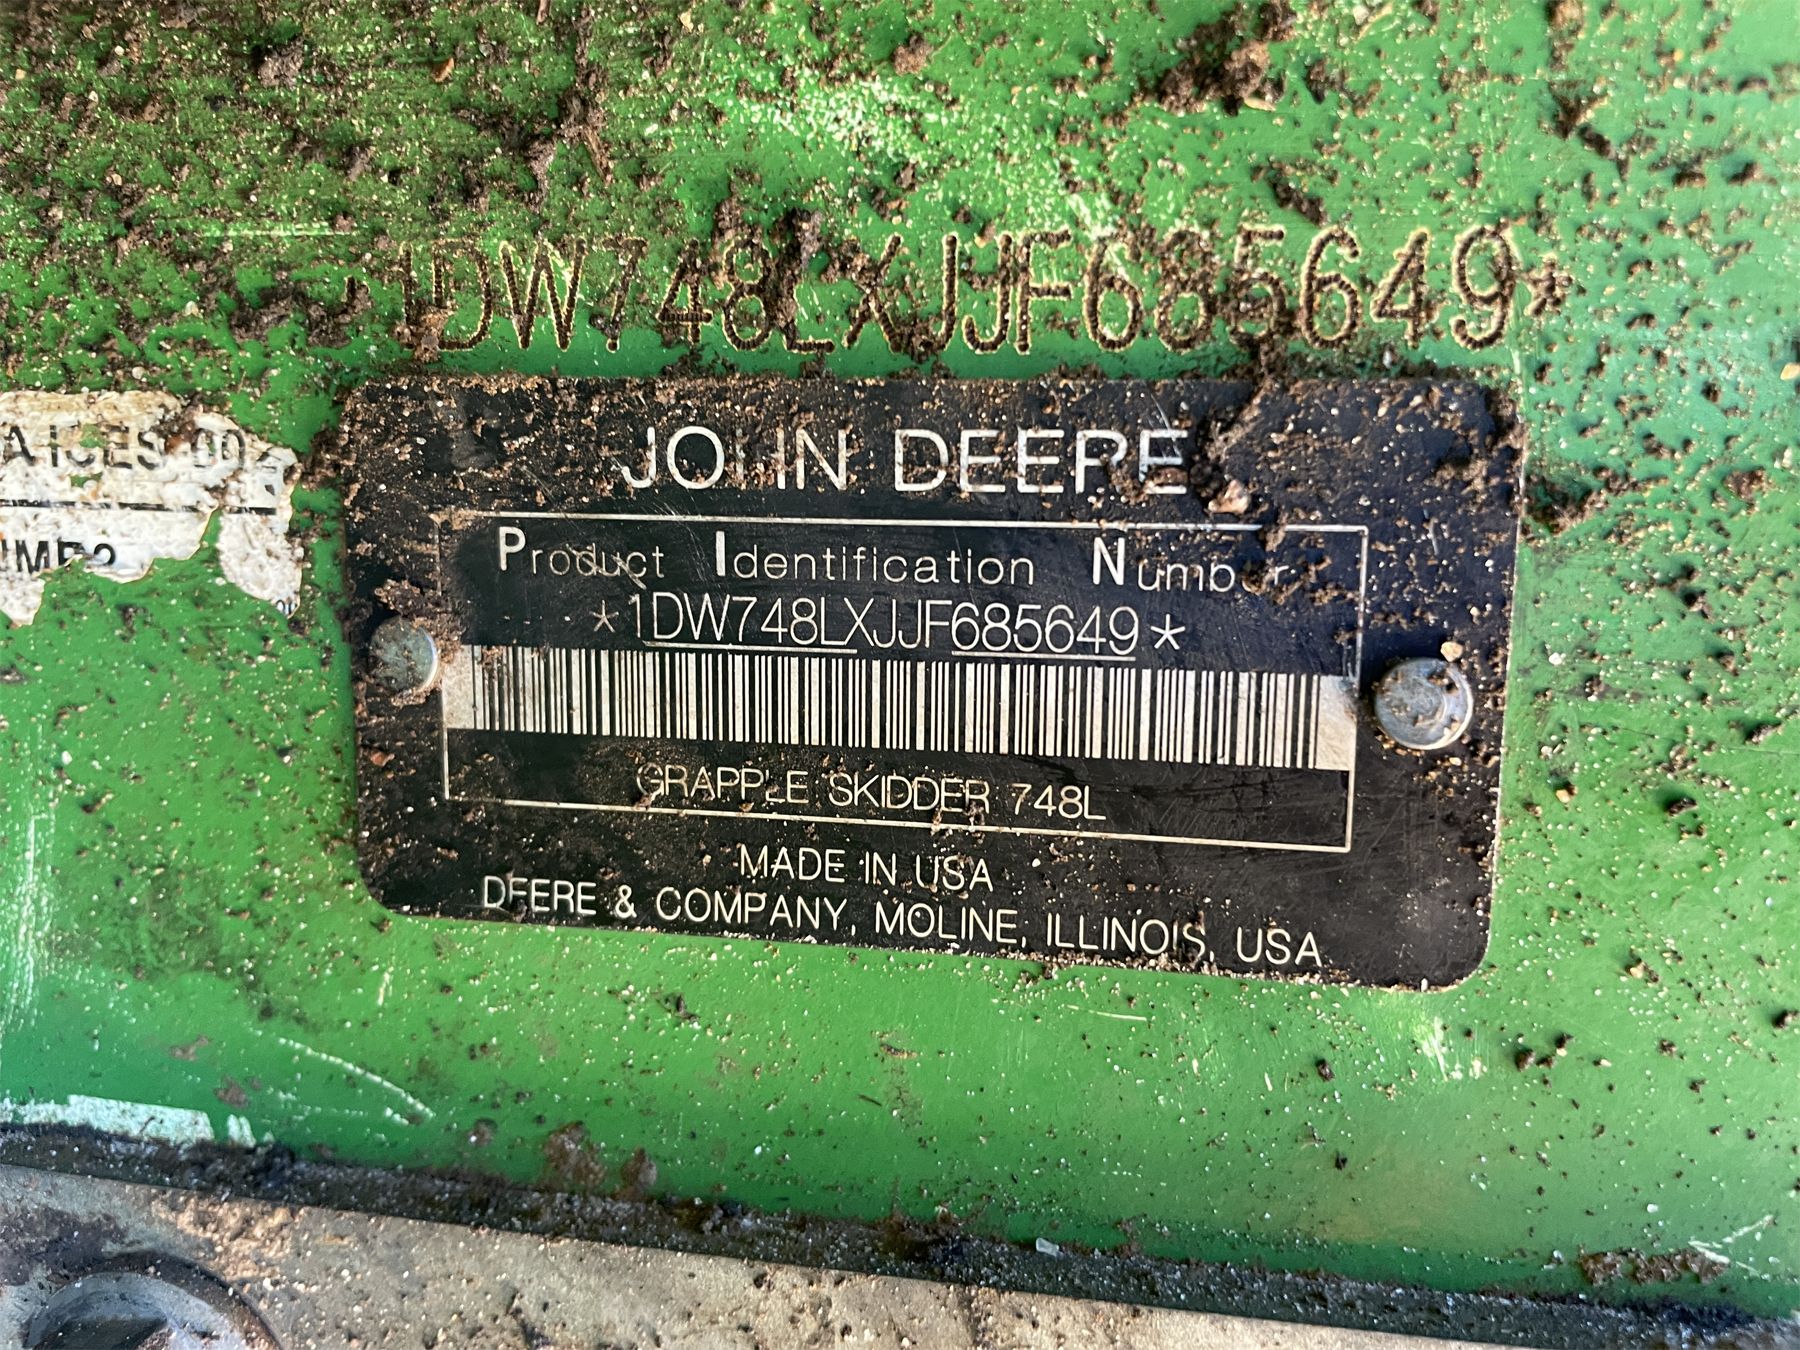 1DW748LXJJF685649*
JOHN DEERE
Product Identification Number
*1DW748LXJJF685649*
GRAPPLE SKIDDER 748L
MADE IN USA
DEERE & COMPANY, MOLINE, ILLINOIS, USA